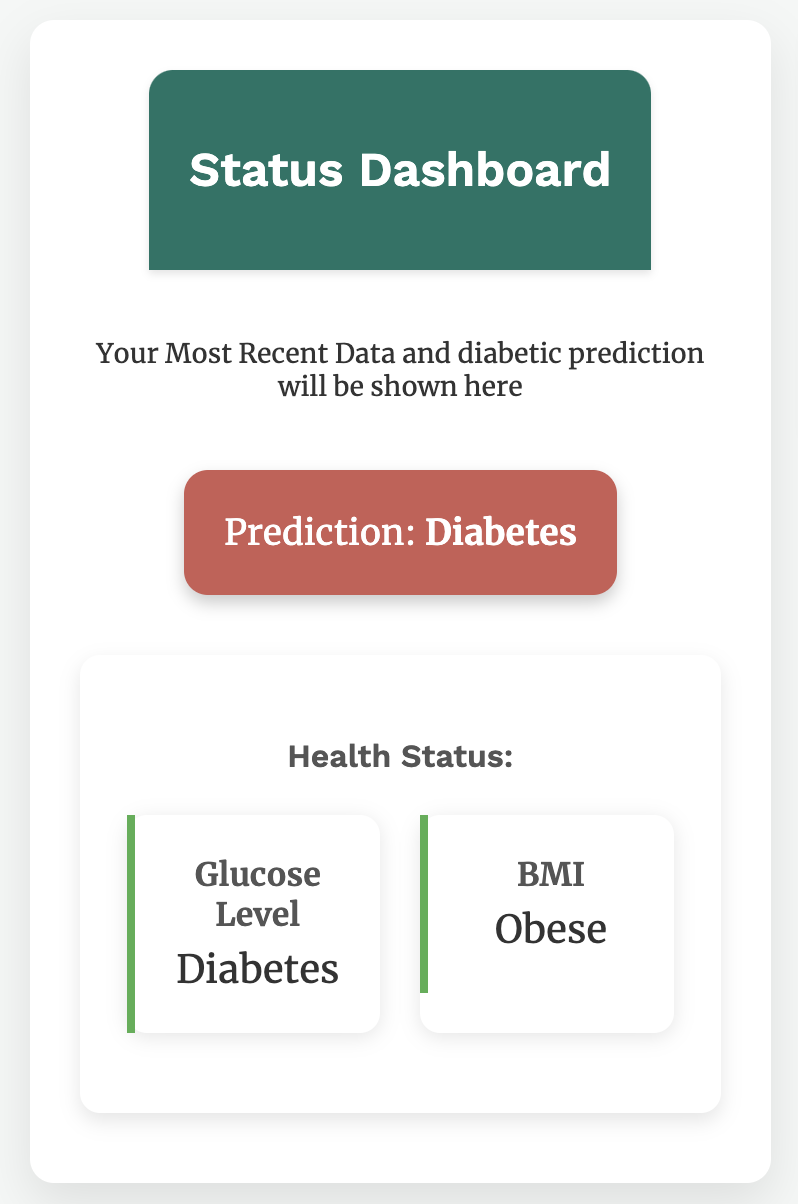 Status Dashboard
Your Most Recent Data and diabetic prediction
will be shown here
Prediction: Diabetes
Health Status:
Glucose
Level
Diabetes
BMI
Obese